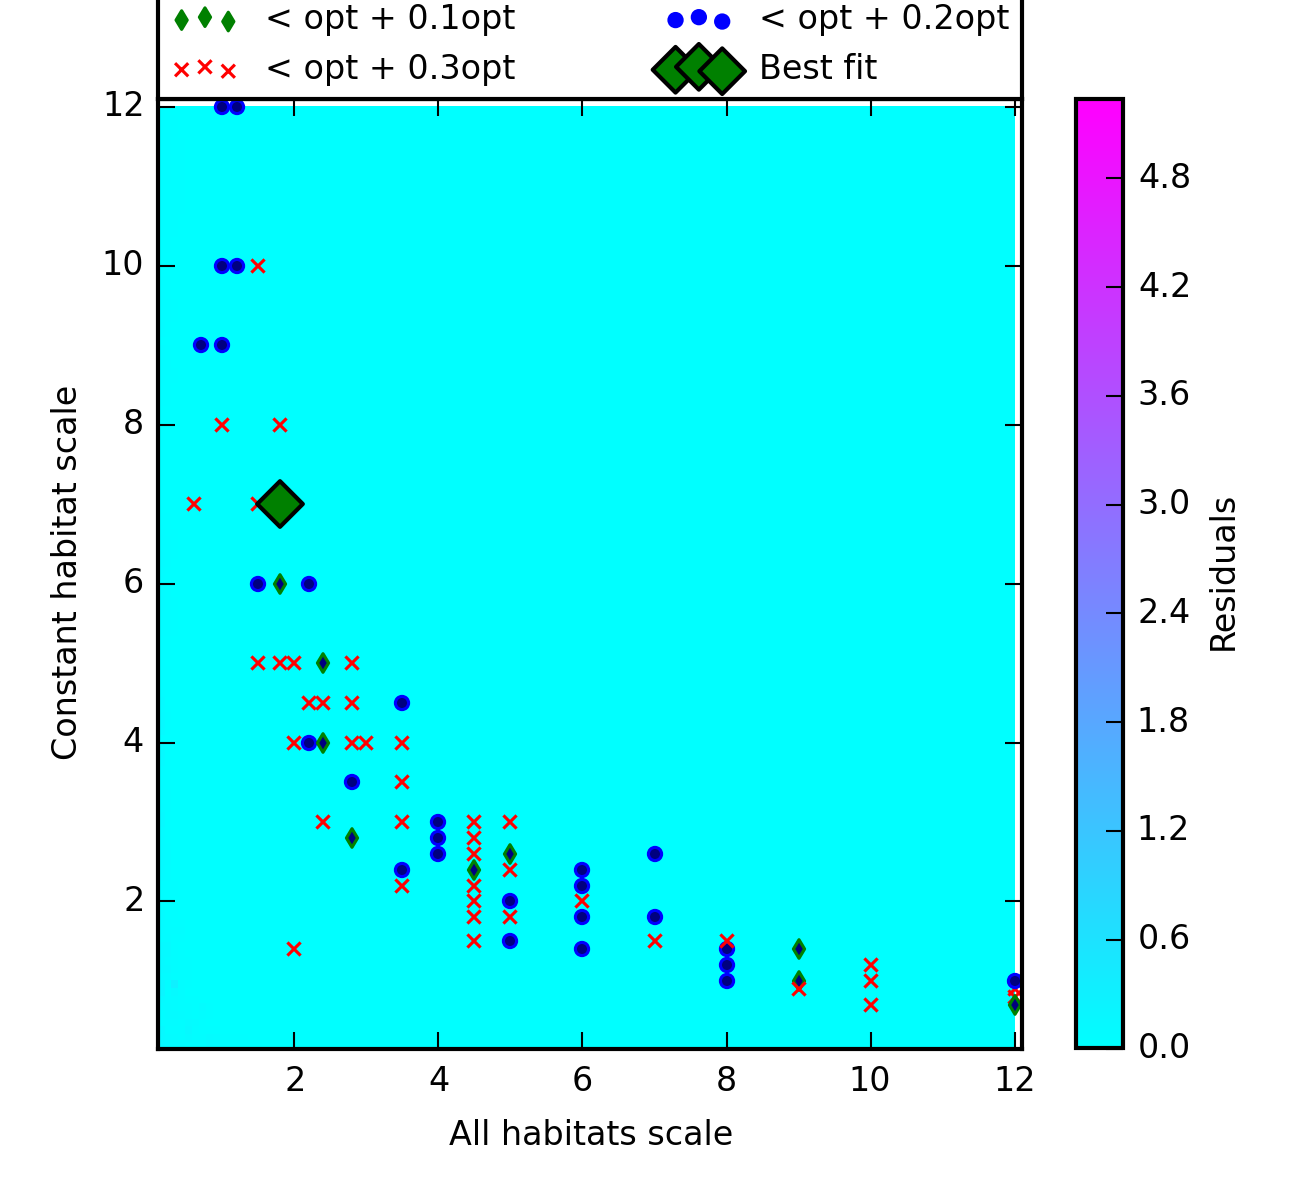 < opt + 0.1opt
< opt + 0.2opt
< opt + 0.3opt
Best fit
12
10
8
6
4
2
Constant habitat scale
2 4 6 8 10 12
All habitats scale
4.8
4.2
3.6
3.0
2.4
1.8
1.2
0.6
0.0
Residuals